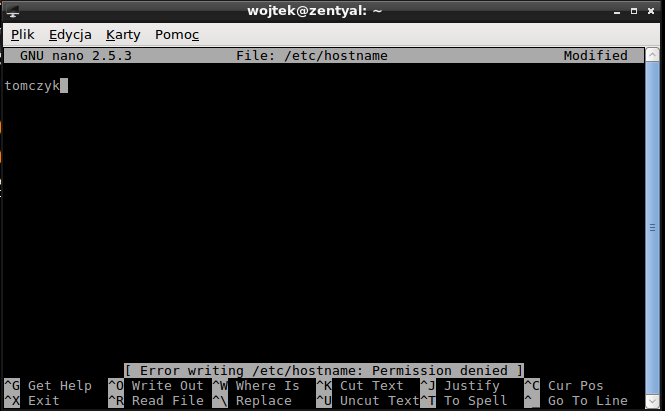 wojtek@zentyal: ~
Plik Edycja Karty Pomoc
GNU nano 2.5.3 File: /etc/hostname Modified
tomczyk
[ Error writing /etc/hostname: Permission denied ]
^G Get Help ^O Write Out ^W Where Is ^K Cut Text ^J Justify ^C Cur Pos
^X Exit ^R Read File ^\ Replace ^U Uncut Text ^T To Spell ^_ Go To Line